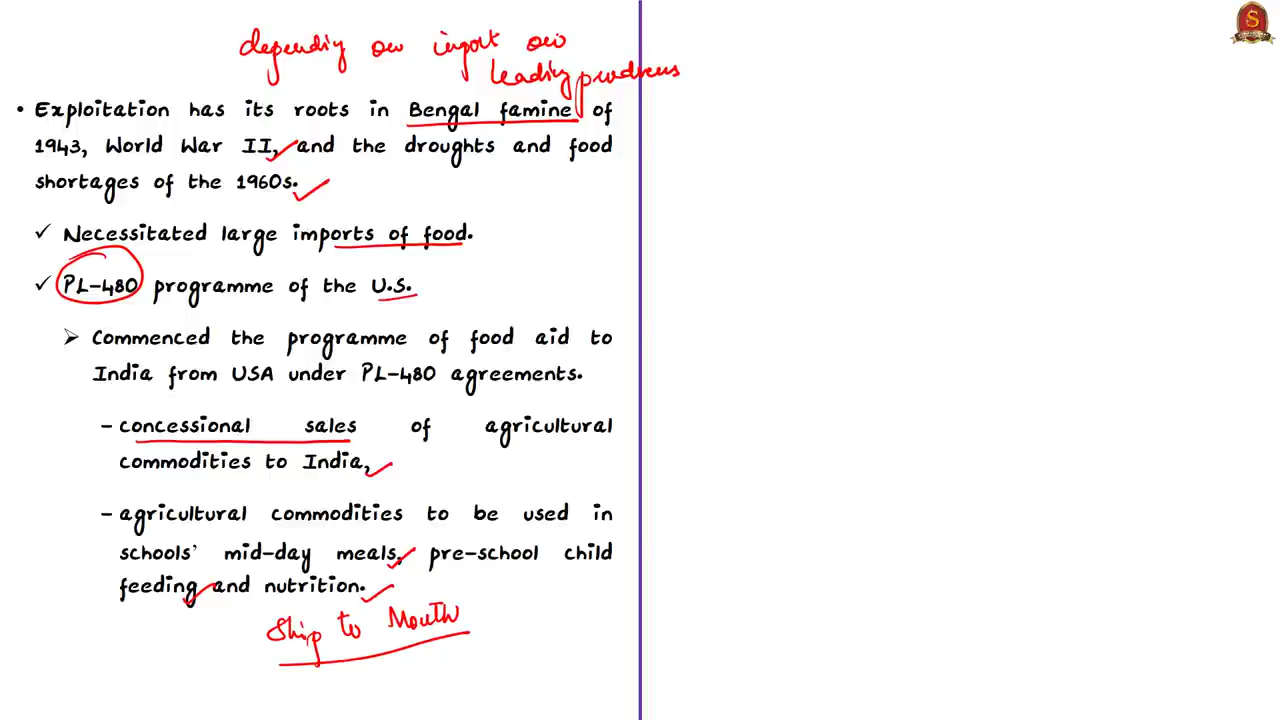 depending on import on
leading producers
• Exploitation has its roots in Bengal famine of
1943, World War II, and the droughts and food
shortages of the 1960s.
✓ Necessitated large imports of food.
✓ PL-480 programme of the U.S.
➢ Commenced the programme of food aid to
India from USA under PL-480 agreements.
- concessional sales of agricultural
commodities to India,
- agricultural commodities to be used in
schools' mid-day meals, pre-school child
feeding and nutrition.
Ship to Mouth
S